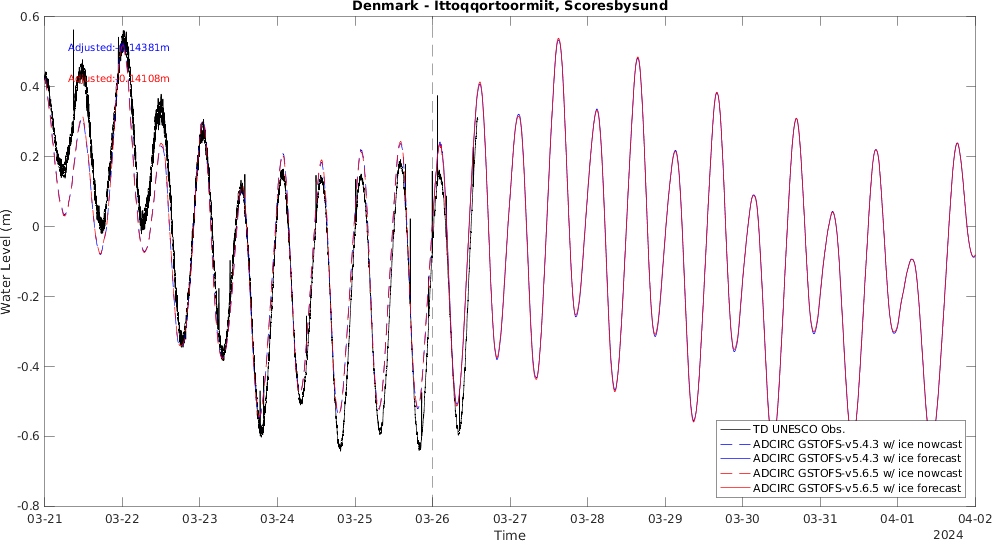 Denmark - Ittoqqortoormiit, Scoresbysund
0.6
0.4
0.2
0
-0.2
-0.4
-0.6
-0.8
Water Level (m)
Adjusted:-0.14381m
Adjusted:-0.14108m
TD UNESCO Obs.
ADCIRC GSTOFS-v5.4.3 w/ ice nowcast
ADCIRC GSTOFS-v5.4.3 w/ ice forecast
ADCIRC GSTOFS-v5.6.5 w/ ice nowcast
ADCIRC GSTOFS-v5.6.5 w/ ice forecast
03-21 03-22 03-23 03-24 03-25 03-26 03-27 03-28 03-29 03-30 03-31 04-01 04-02
Time
2024